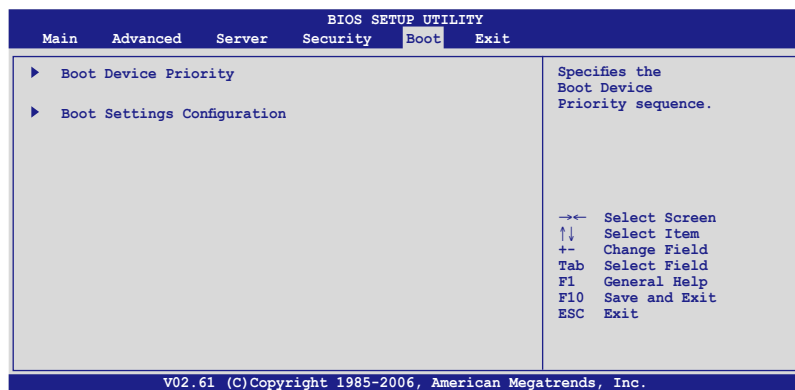 BIOS SETUP UTILITY
Main Advanced Server Security Boot Exit
Boot Device Priority
Boot Settings Configuration
Specifies the
Boot Device
Priority sequence.
→← Select Screen
↑↓ Select Item
+- Change Field
Tab Select Field
F1 General Help
F10 Save and Exit
ESC Exit
V02.61 (C)Copyright 1985-2006, American Megatrends, Inc.